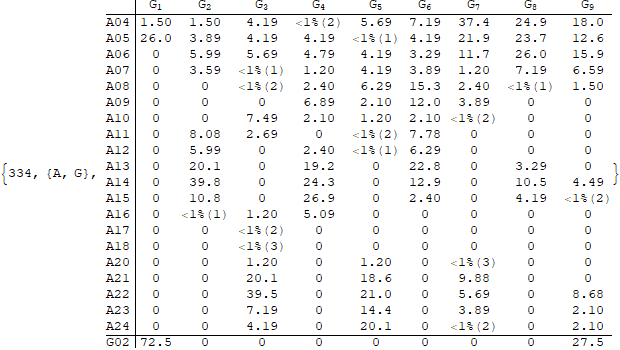 G₁ G₂ G₃ G₄ G₅ G₆ G₇ G₈ G₉
A04 1.50 1.50 4.19 <1%(2) 5.69 7.19 37.4 24.9 18.0
A05 26.0 3.89 4.19 4.19 <1%(1) 4.19 21.9 23.7 12.6
A06 0 5.99 5.69 4.79 4.19 3.29 11.7 26.0 15.9
A07 0 3.59 <1%(1) 1.20 4.19 3.89 1.20 7.19 6.59
A08 0 0 <1%(2) 2.40 6.29 15.3 2.40 <1%(1) 1.50
A09 0 0 0 6.89 2.10 12.0 3.89 0 0
A10 0 0 7.49 2.10 1.20 2.10 <1%(2) 0 0
A11 0 8.08 2.69 0 <1%(2) 7.78 0 0 0
A12 0 5.99 0 2.40 <1%(1) 6.29 0 0 0
{334, {A, G}, A13 0 20.1 0 19.2 0 22.8 0 3.29 0 }
A14 0 39.8 0 24.3 0 12.9 0 10.5 4.49
A15 0 10.8 0 26.9 0 2.40 0 4.19 <1%(2)
A16 0 <1%(1) 1.20 5.09 0 0 0 0 0
A17 0 0 <1%(2) 0 0 0 0 0 0
A18 0 0 <1%(3) 0 0 0 0 0 0
A20 0 0 1.20 0 1.20 0 <1%(3) 0 0
A21 0 0 20.1 0 18.6 0 9.88 0 0
A22 0 0 39.5 0 21.0 0 5.69 0 8.68
A23 0 0 7.19 0 14.4 0 3.89 0 2.10
A24 0 0 4.19 0 20.1 0 <1%(2) 0 2.10
G02 72.5 0 0 0 0 0 0 0 27.5